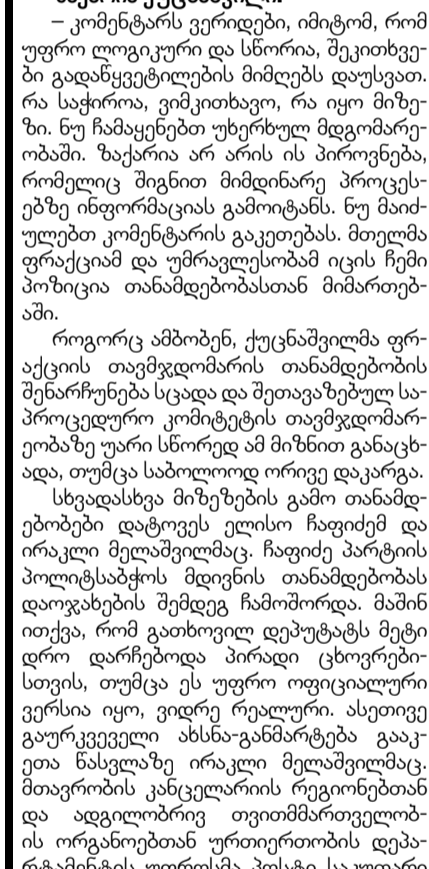 – კომენტარს ვერიდები, იმიტომ, რომ
უფრო ლოგიკური და სწორია, შეკითხვე-
ბი გადაწყვეტილების მიმღებს დაუსვათ.
რა საჭიროა, ვიმკითხავო, რა იყო მიზე-
ზი. ნუ ჩამაყენებთ უხერხულ მდგომარე-
ობაში. ზაქარია არ არის ის პიროვნება,
რომელიც შიგნით მიმდინარე პროცეს-
ებზე ინფორმაციას გამოიტანს. ნუ მაიძ-
ულებთ კომენტარის გაკეთებას. მთელმა
ფრაქციამ და უმრავლესობამ იცის ჩემი
პოზიცია თანამდებობასთან მიმართებ-
აში.
როგორც ამბობენ, ქუცნაშვილმა ფრ-
აქციის თავმჯდომარის თანამდებობის
შენარჩუნება სცადა და შეთავაზებულ სა-
პროცედურო კომიტეტის თავმჯდომარ-
ეობაზე უარი სწორედ ამ მიზნით განაცხ-
ადა, თუმცა საბოლოოდ ორივე დაკარგა.
სხვადასხვა მიზეზების გამო თანამდ-
ებობები დატოვეს ელისო ჩაფიძემ და
ირაკლი მელაშვილმაც. ჩაფიძე პარტიის
პოლიტსაბჭოს მდივნის თანამდებობას
დაოჯახების შემდეგ ჩამოშორდა. მაშინ
ითქვა, რომ გათხოვილ დეპუტატს მეტი
დრო დარჩებოდა პირადი ცხოვრები-
სთვის, თუმცა ეს უფრო ოფიციალური
ვერსია იყო, ვიდრე რეალური. ასეთივე
გაურკვეველი ახსნა-განმარტება გააკ-
ეთა წასვლაზე ირაკლი მელაშვილმაც.
მთავრობის კანცელარიის რეგიონებთან
და ადგილობრივ თვითმმართველობ-
ის ორგანოებთან ურთიერთობის დეპა-